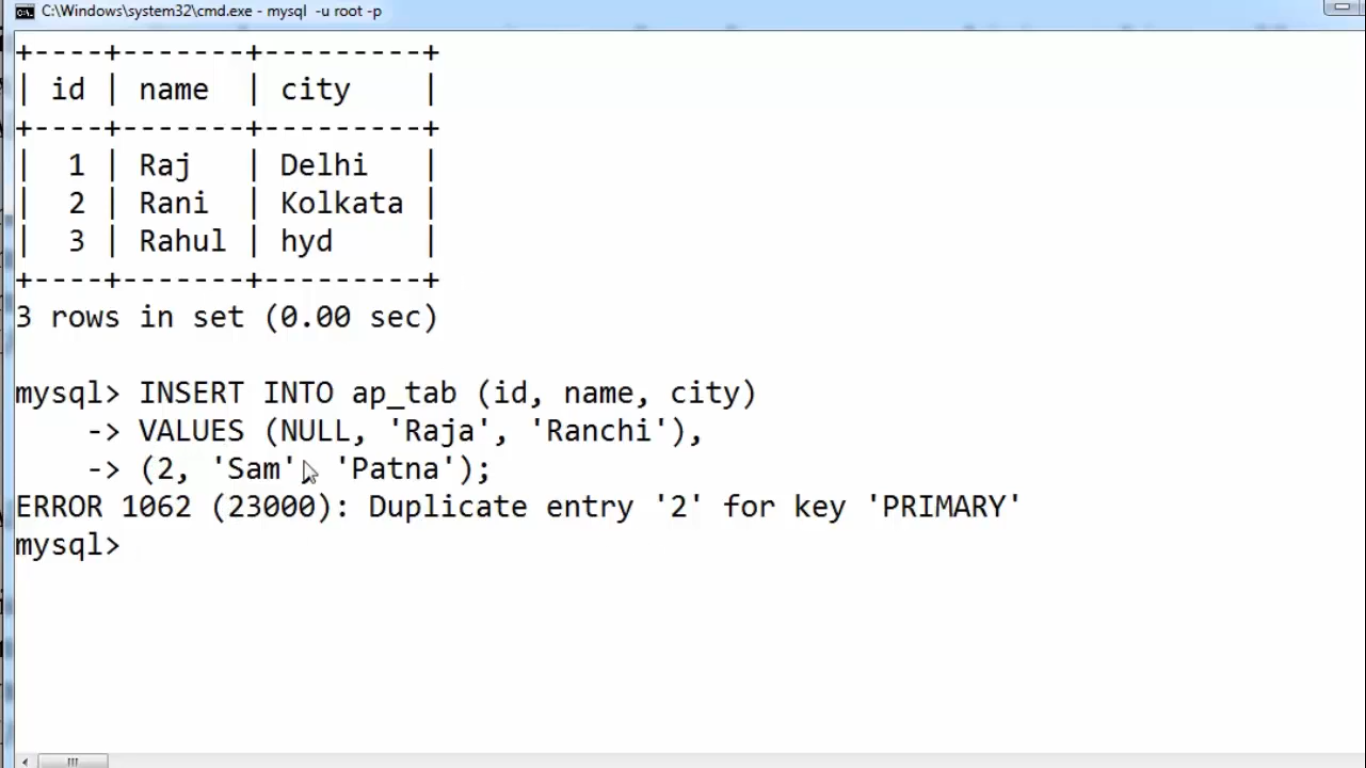 C:\Windows\system32\cmd.exe - mysql  -u root -p
+----+-------+---------+
| id | name  | city    |
+----+-------+---------+
|  1 | Raj   | Delhi   |
|  2 | Rani  | Kolkata |
|  3 | Rahul | hyd     |
+----+-------+---------+
3 rows in set (0.00 sec)
mysql> INSERT INTO ap_tab (id, name, city)
    -> VALUES (NULL, 'Raja', 'Ranchi'),
    -> (2, 'Sam', 'Patna');
ERROR 1062 (23000): Duplicate entry '2' for key 'PRIMARY'
mysql>